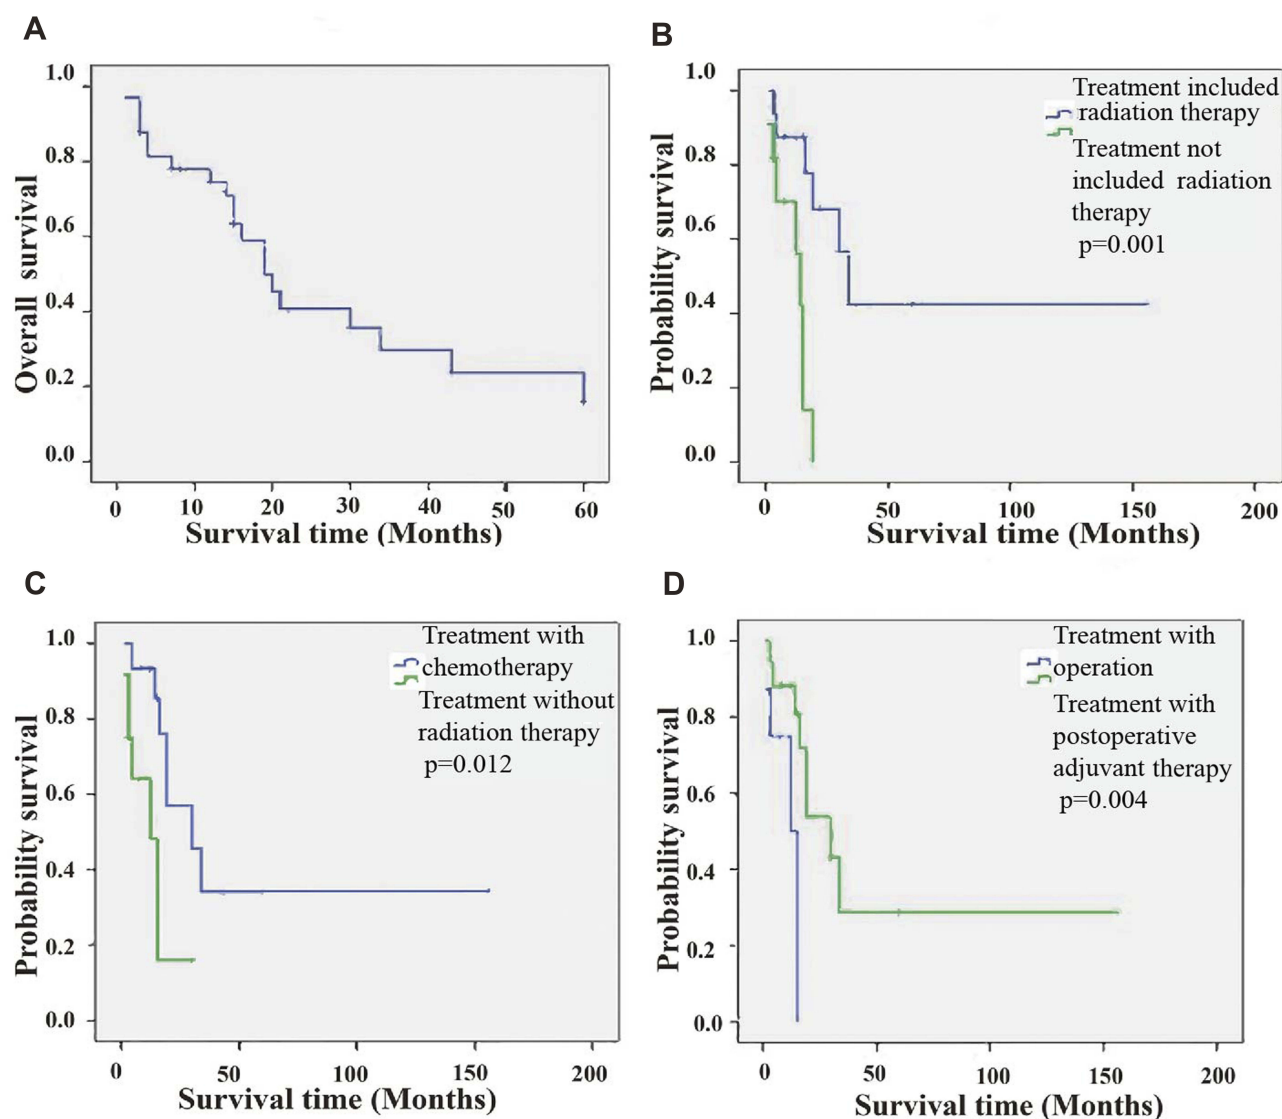 A
1.0
0.8
0.6
0.4
0.2
0.0
Overall survival
0 10 20 30 40 50 60
Survival time (Months)
B
1.0
0.8
0.6
0.4
0.2
0.0
Probability survival
Treatment included
radiation therapy
Treatment not
included radiation
therapy
p=0.001
0 50 100 150 200
Survival time (Months)
C
1.0
0.8
0.6
0.4
0.2
0.0
Probability survival
Treatment with
chemotherapy
Treatment without
radiation therapy
p=0.012
0 50 100 150 200
Survival time (Months)
D
1.0
0.8
0.6
0.4
0.2
0.0
Probability survival
Treatment with
operation
Treatment with
postoperative
adjuvant therapy
p=0.004
0 50 100 150 200
Survival time (Months)